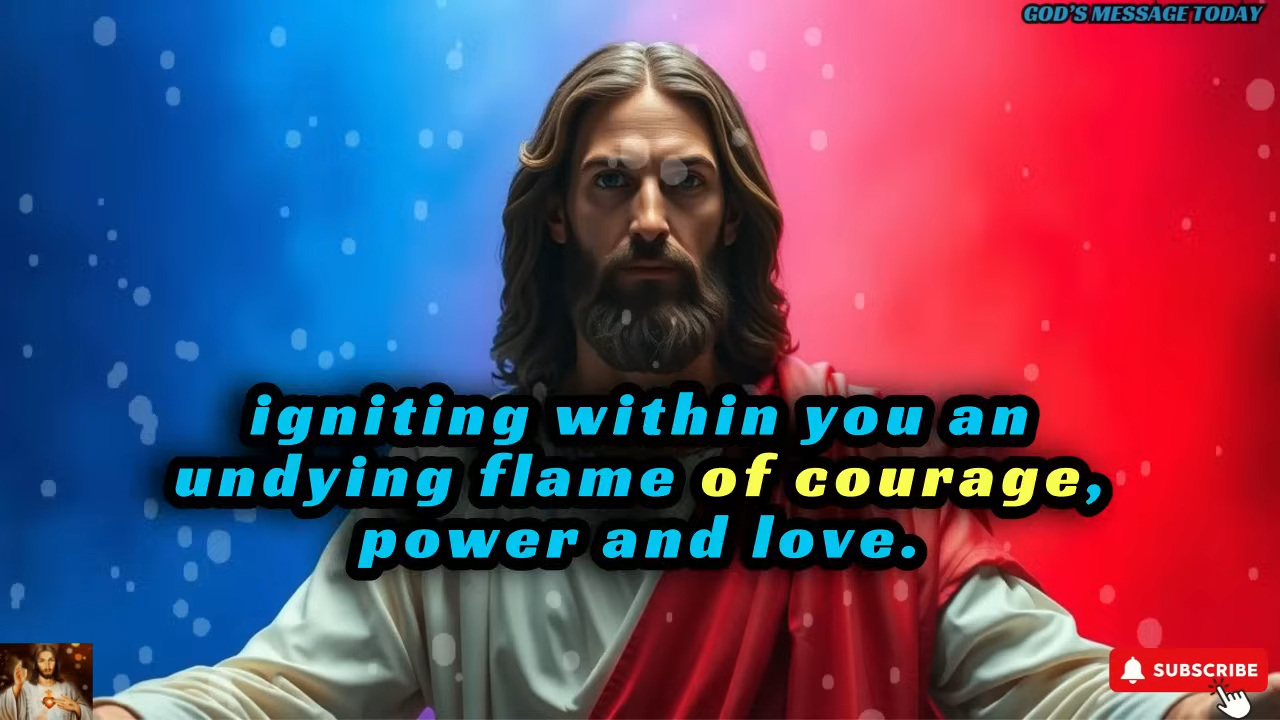 GOD'S MESSAGE TODAY
igniting within you an
undying flame of courage,
power and love.
SUBSCRIBE